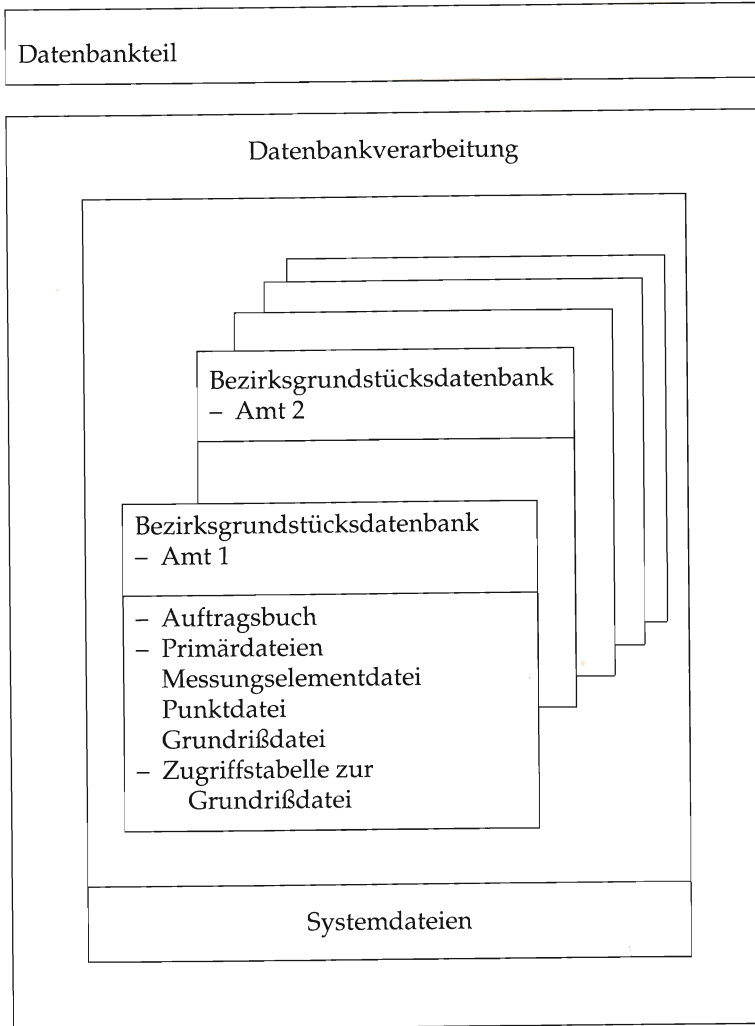 Datenbankteil
Datenbankverarbeitung
Bezirksgrundstücksdatenbank
– Amt 2
Bezirksgrundstücksdatenbank
– Amt 1
– Auftragsbuch
– Primärdateien
Messungselementdatei
Punktdatei
Grundrißdatei
– Zugriffstabelle zur
Grundrißdatei
Systemdateien